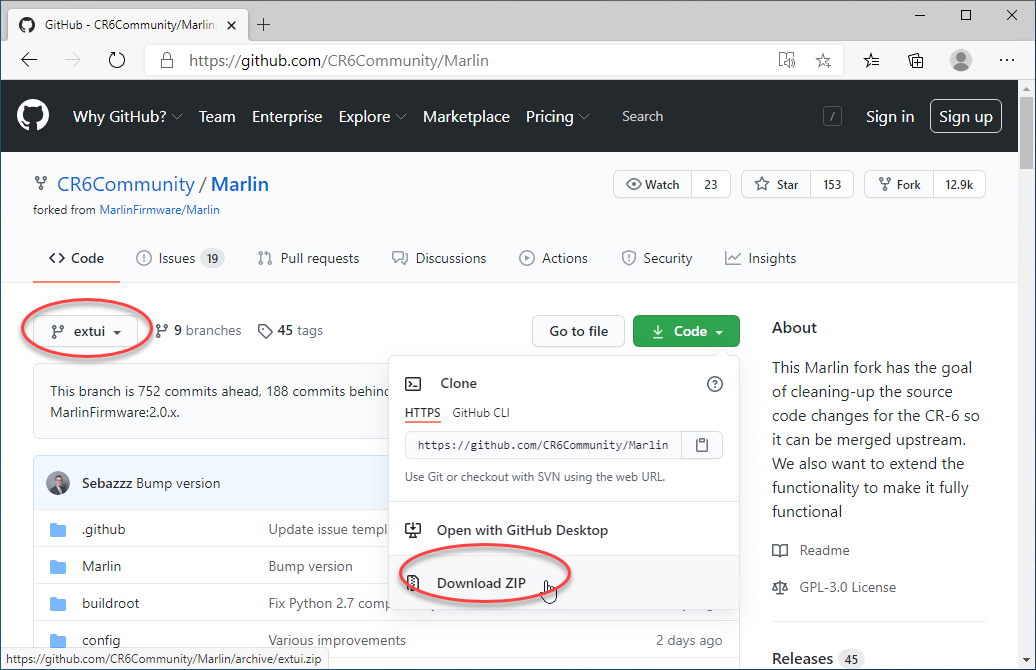 GitHub - CR6Community/Marlin:
https://github.com/CR6Community/Marlin
Why GitHub? Team Enterprise Explore Marketplace Pricing Search / Sign in Sign up
CR6Community / Marlin
Watch 23 Star 153 Fork 12.9k
forked from MarlinFirmware/Marlin
Code Issues 19 Pull requests Discussions Actions Security Insights
extui 9 branches 45 tags Go to file Code
This branch is 752 commits ahead, 188 commits behind
MarlinFirmware:2.0.x.
Sebazzz Bump version
.github Update issue templ
Marlin Bump version
buildroot Fix Python 2.7 comp
config Various improvements 2 days ago
Clone
HTTPS GitHub CLI
https://github.com/CR6Community/Marlin
Use Git or checkout with SVN using the web URL.
Open with GitHub Desktop
Download ZIP
About
This Marlin fork has the goal
of cleaning-up the source
code changes for the CR-6 so
it can be merged upstream.
We also want to extend the
functionality to make it fully
functional
Readme
GPL-3.0 License
Releases 45
https://github.com/CR6Community/Marlin/archive/extui.zip